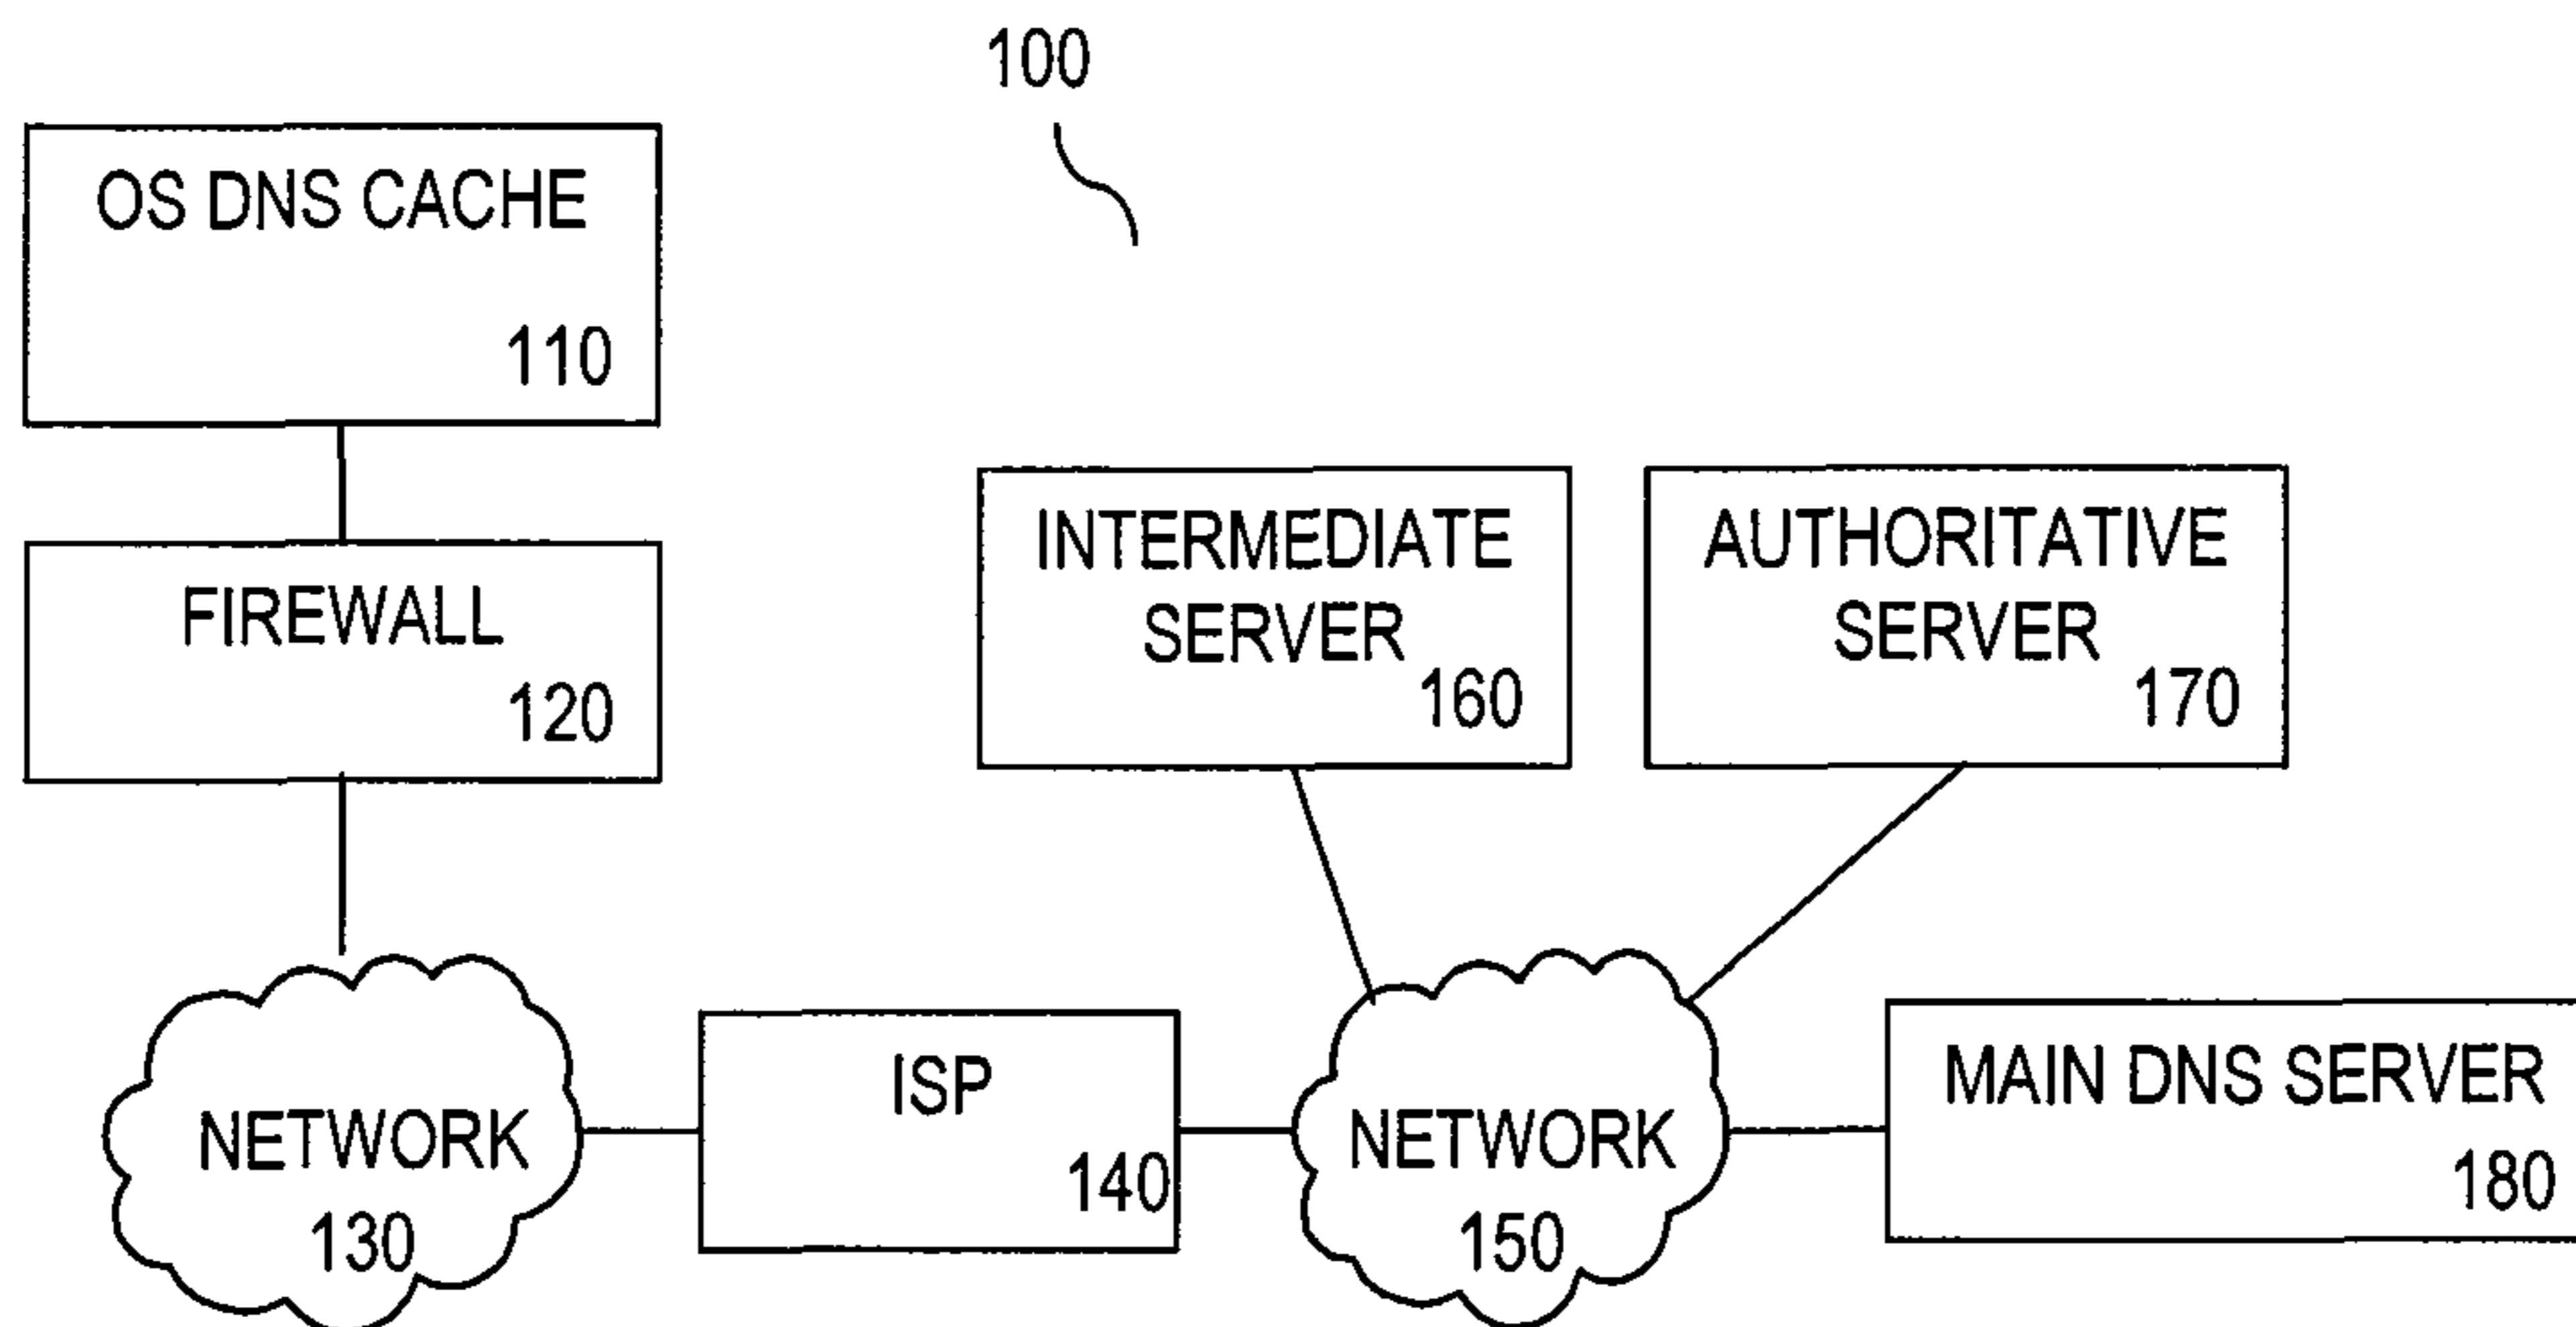 100
OS DNS CACHE
110
FIREWALL
120
INTERMEDIATE
SERVER
160
AUTHORITATIVE
SERVER
170
NETWORK
130
ISP
140
NETWORK
150
MAIN DNS SERVER
180